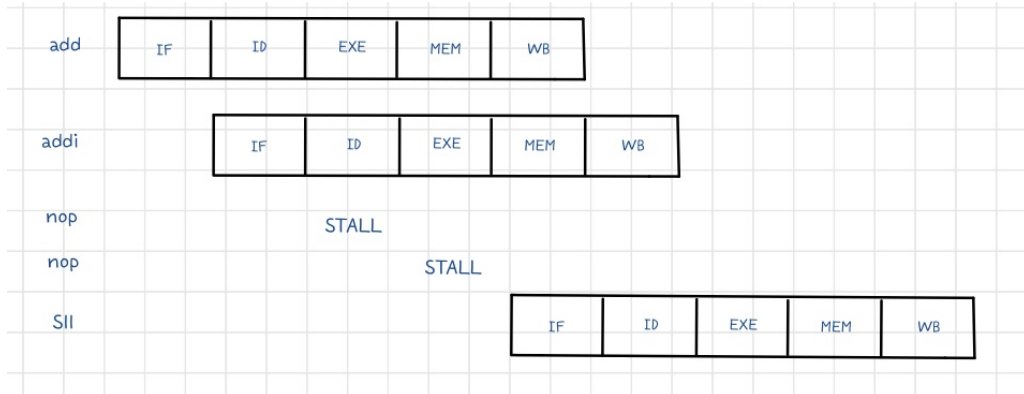 add IF ID EXE MEM WB
addi IF ID EXE MEM WB
nop STALL
nop STALL
Sll IF ID EXE MEM WB